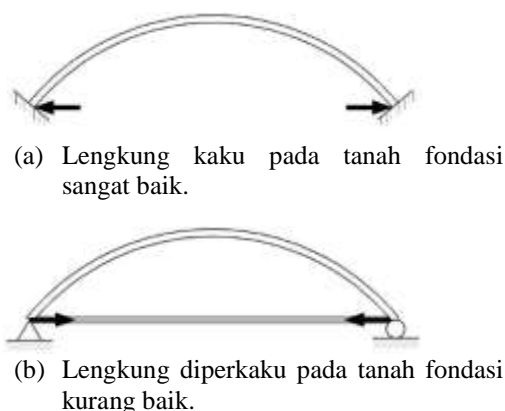 (a) Lengkung kaku pada tanah fondasi
sangat baik.
(b) Lengkung diperkaku pada tanah fondasi
kurang baik.